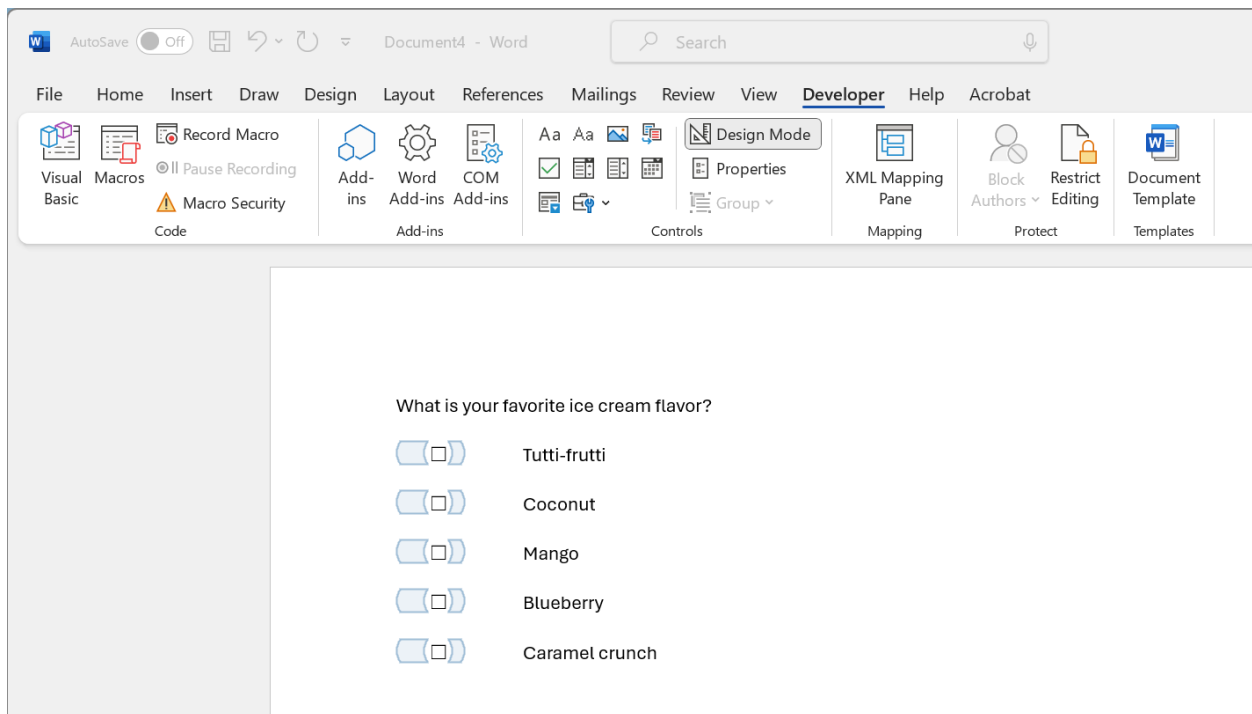 W AutoSave Off Document4 - Word Search
File Home Insert Draw Design Layout References Mailings Review View Developer Help Acrobat
Visual Basic Macros Record Macro
Pause Recording
Macro Security
Code
Add-ins Word Add-ins COM Add-ins
Add-ins
Aa Aa Design Mode
Properties
Group
Controls
XML Mapping Pane
Mapping
Block Authors Restrict Editing
Protect
W Document Template
Templates
What is your favorite ice cream flavor?
Tutti-frutti
Coconut
Mango
Blueberry
Caramel crunch